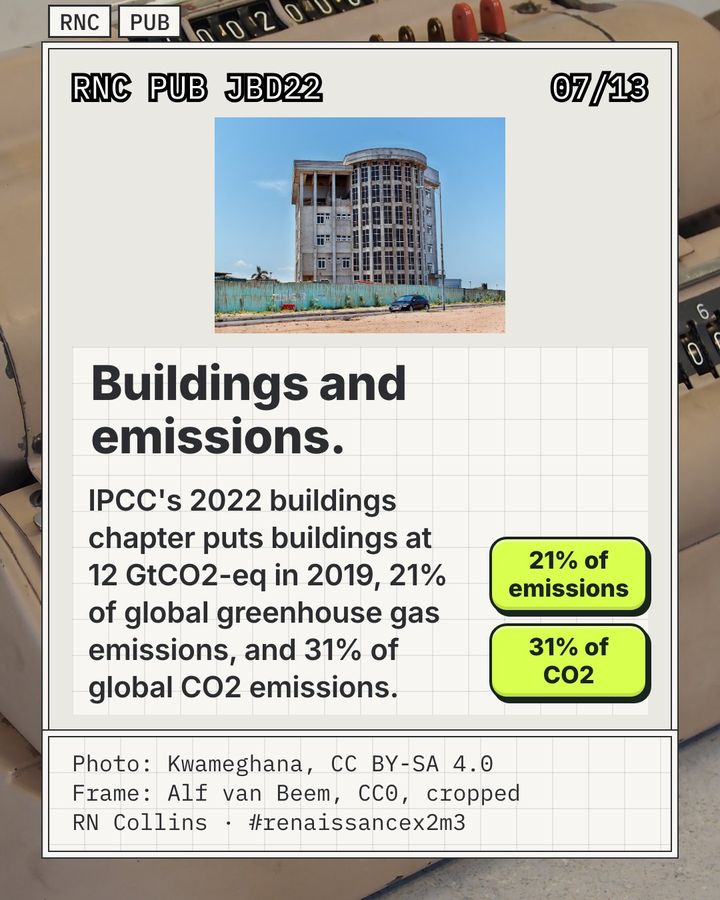 RNC PUB
RNC PUB JBD22
07/13
Buildings and
emissions.
IPCC's 2022 buildings
chapter puts buildings at
12 GtCO2-eq in 2019, 21%
of global greenhouse gas
emissions, and 31% of
global CO2 emissions.
21% of
emissions
31% of
CO2
Photo: Kwameghana, CC BY-SA 4.0
Frame: Alf van Beem, CC0, cropped
RN Collins · #renaissancex2m3